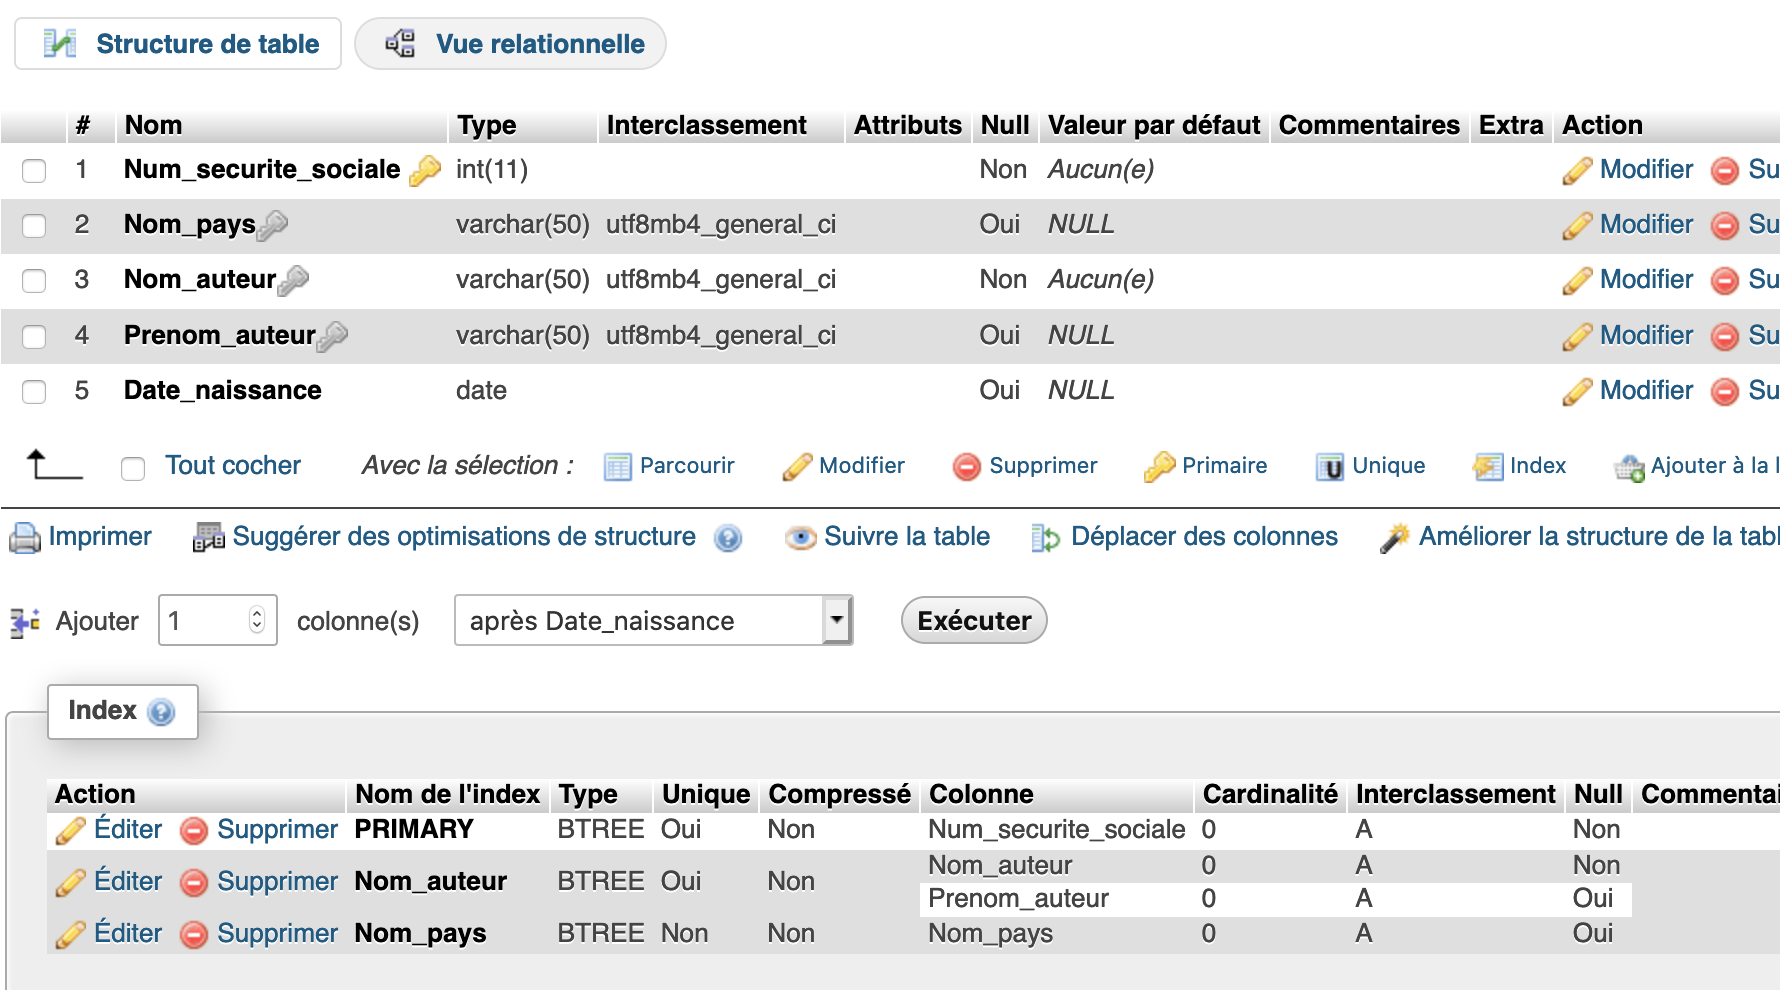 Structure de table Vue relationnelle
# Nom Type Interclassement Attributs Null Valeur par défaut Commentaires Extra Action
1 Num_securite_sociale int(11) Non Aucun(e) Modifier Su
2 Nom_pays varchar(50) utf8mb4_general_ci Oui NULL Modifier Su
3 Nom_auteur varchar(50) utf8mb4_general_ci Non Aucun(e) Modifier Su
4 Prenom_auteur varchar(50) utf8mb4_general_ci Oui NULL Modifier Su
5 Date_naissance date Oui NULL Modifier Su
Tout cocher Avec la sélection : Parcourir Modifier Supprimer Primaire Unique Index Ajouter à la l
Imprimer Suggérer des optimisations de structure Suivre la table Déplacer des colonnes Améliorer la structure de la tabl
Ajouter 1 colonne(s) après Date_naissance Exécuter
Index
Action Nom de l'index Type Unique Compressé Colonne Cardinalité Interclassement Null Commentai
Éditer Supprimer PRIMARY BTREE Oui Non Num_securite_sociale 0 A Non
Éditer Supprimer Nom_auteur BTREE Oui Non Nom_auteur 0 A Non
Prenom_auteur 0 A Oui
Éditer Supprimer Nom_pays BTREE Non Non Nom_pays 0 A Oui